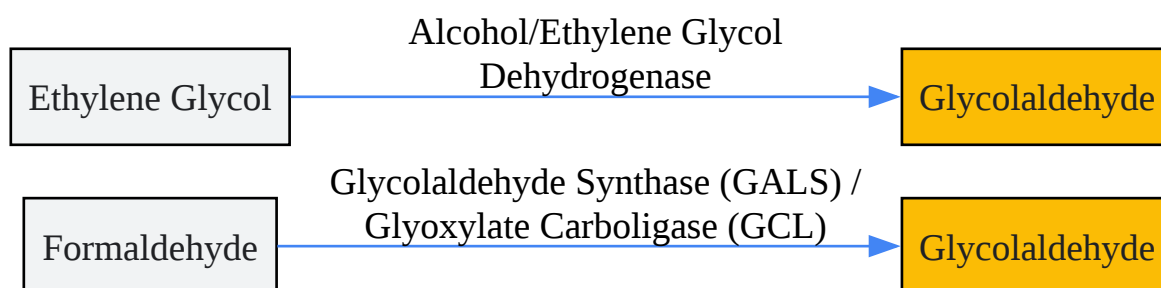 Alcohol/Ethylene Glycol
Dehydrogenase
Ethylene Glycol
Glycolaldehyde
Glycolaldehyde Synthase (GALS) /
Glyoxylate Carboligase (GCL)
Formaldehyde
Glycolaldehyde